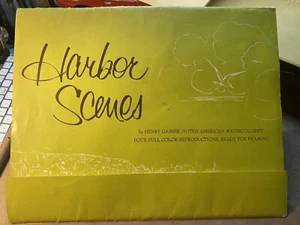 Harbor
Scenes
by HENRY GASSER, NOTED AMERICAN WATERCOLORIST
FOUR FULL COLOR REPRODUCTIONS, READY FOR FRAMING